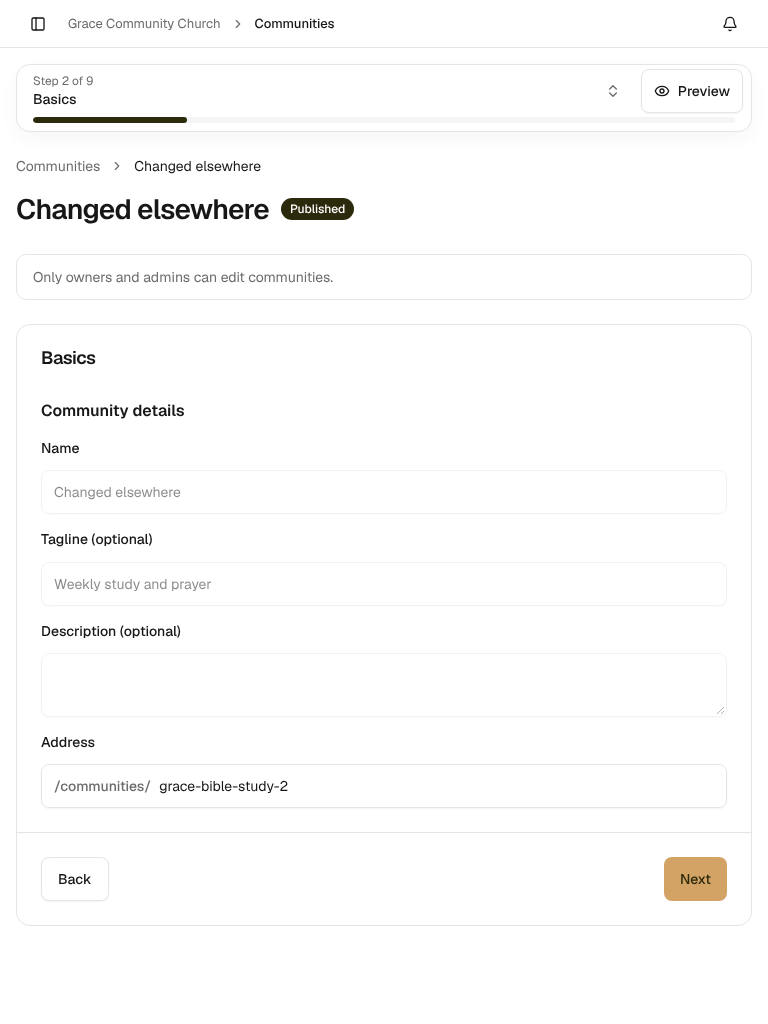 Grace Community Church > Communities
Step 2 of 9
Basics
Preview
Communities > Changed elsewhere
Changed elsewhere
Published
Only owners and admins can edit communities.
Basics
Community details
Name
Changed elsewhere
Tagline (optional)
Weekly study and prayer
Description (optional)
Address
/communities/ grace-bible-study-2
Back
Next